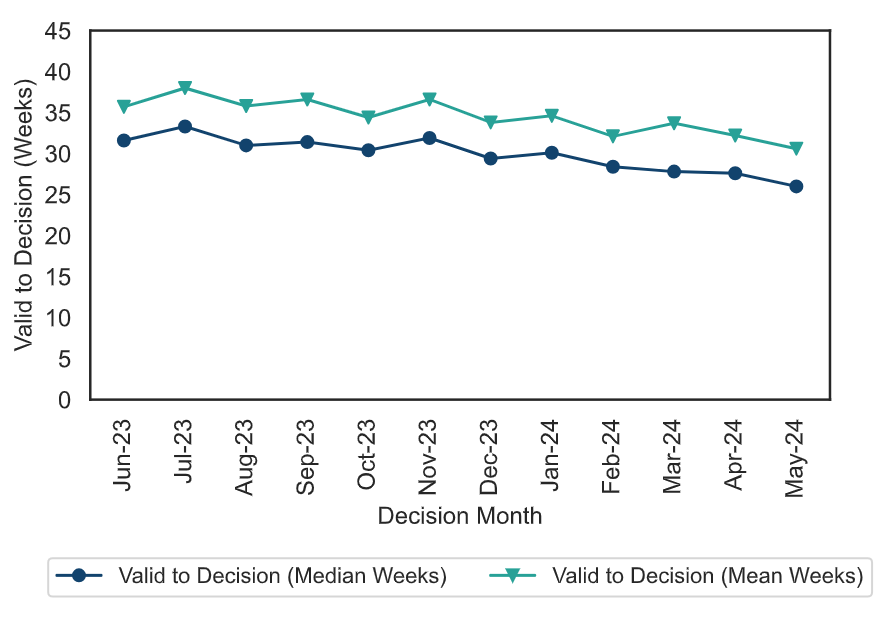 Valid to Decision (Weeks)
45
40
35
30
25
20
15
10
5
0
Jun-23
Jul-23
Aug-23
Sep-23
Oct-23
Nov-23
Dec-23
Jan-24
Feb-24
Mar-24
Apr-24
May-24
Decision Month
Valid to Decision (Median Weeks)
Valid to Decision (Mean Weeks)